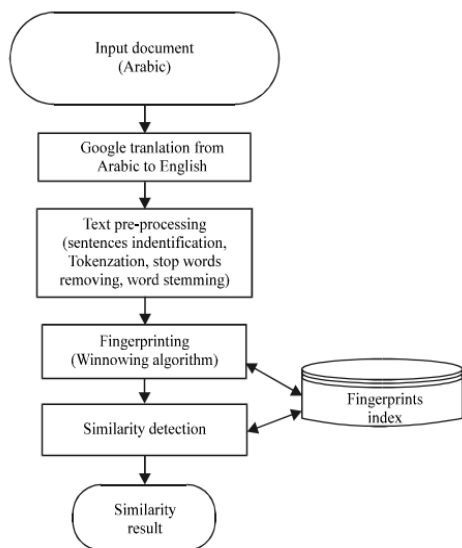 Input document
(Arabic)
Google tranlation from
Arabic to English
Text pre-processing
(sentences indentification,
Tokenzation, stop words
removing, word stemming)
Fingerprinting
(Winnowing algorithm)
Fingerprints
index
Similarity detection
Similarity
result